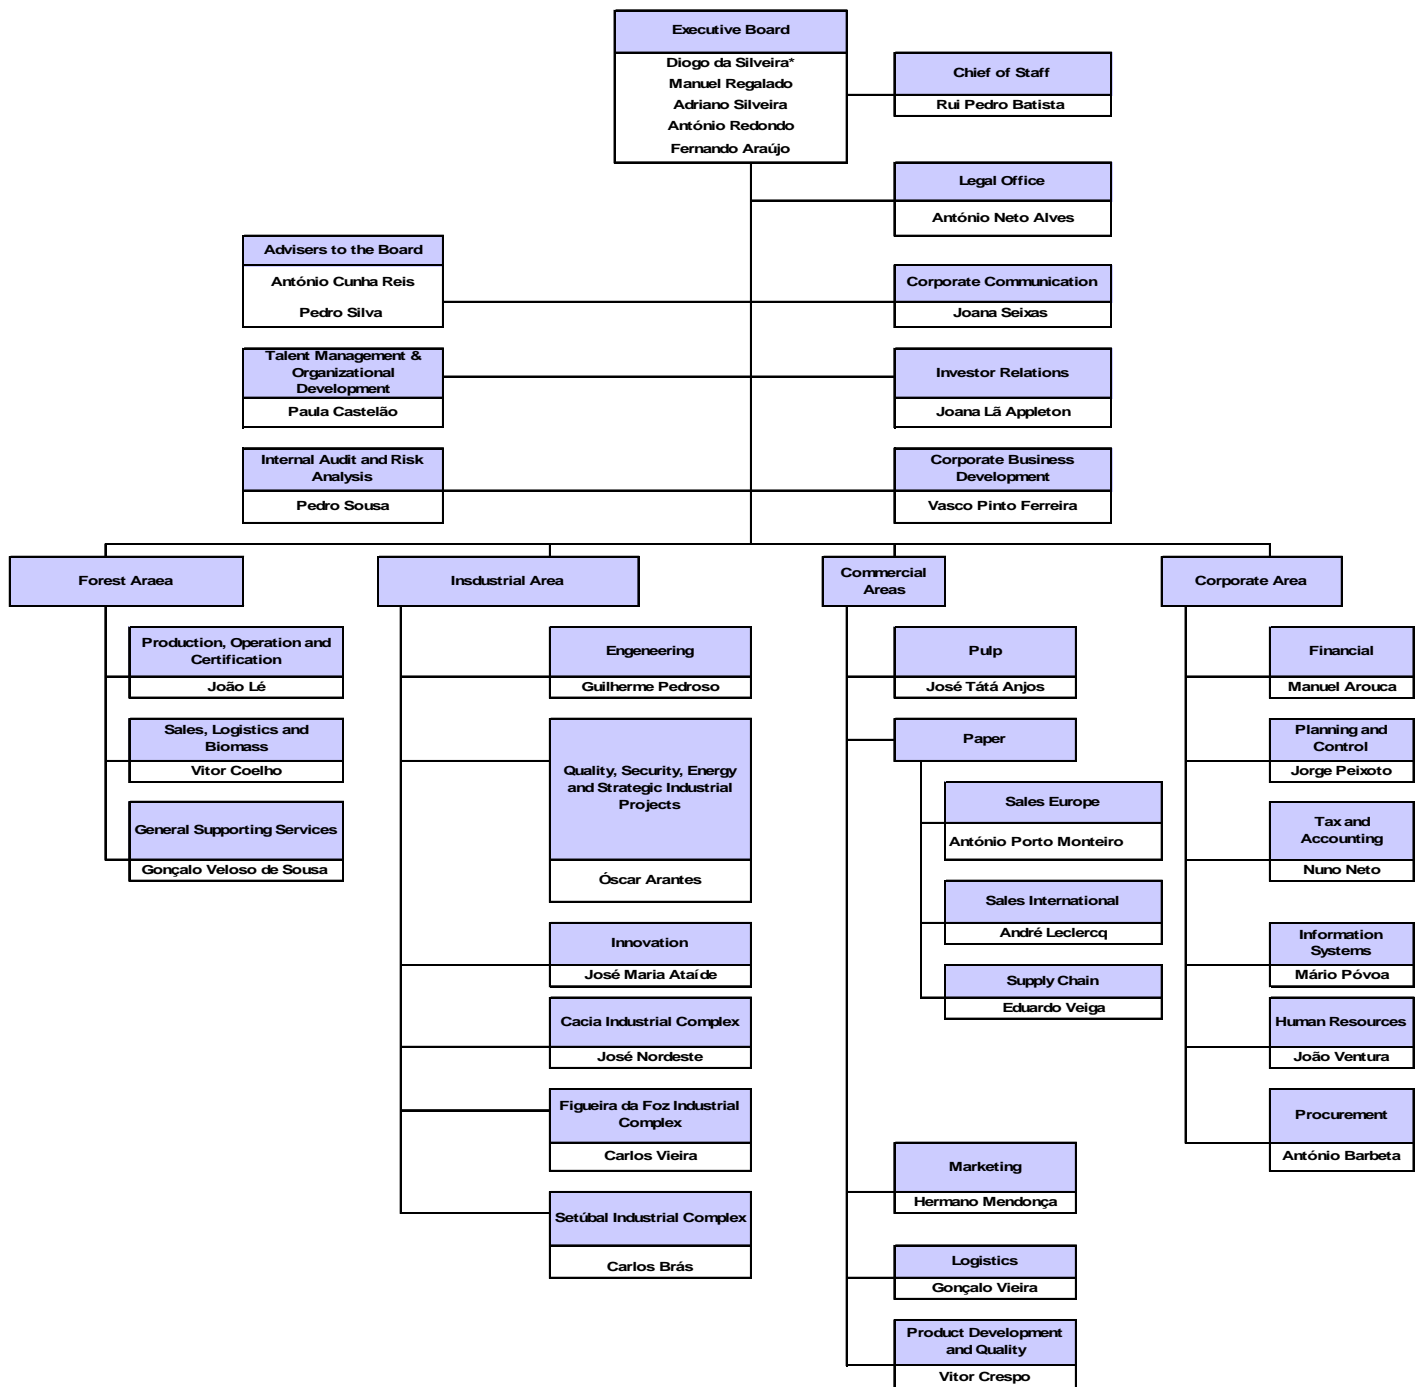 Executive Board
Diogo da Silveira*
Manuel Regalado
Adriano Silveira
António Redondo
Fernando Araújo
Chief of Staff
Rui Pedro Batista
Legal Office
António Neto Alves
Advisers to the Board
António Cunha Reis
Pedro Silva
Corporate Communication
Joana Seixas
Talent Management &
Organizational
Development
Paula Castelão
Investor Relations
Joana Lã Appleton
Internal Audit and Risk
Analysis
Pedro Sousa
Corporate Business
Development
Vasco Pinto Ferreira
Forest Araea
Production, Operation and
Certification
João Lé
Sales, Logistics and
Biomass
Vitor Coelho
General Supporting Services
Gonçalo Veloso de Sousa
Insdustrial Area
Engeneering
Guilherme Pedroso
Quality, Security, Energy
and Strategic Industrial
Projects
Óscar Arantes
Innovation
José Maria Ataíde
Cacia Industrial Complex
José Nordeste
Figueira da Foz Industrial
Complex
Carlos Vieira
Setúbal Industrial Complex
Carlos Brás
Commercial
Areas
Pulp
José Tátá Anjos
Paper
Sales Europe
António Porto Monteiro
Sales International
André Leclercq
Supply Chain
Eduardo Veiga
Marketing
Hermano Mendonça
Logistics
Gonçalo Vieira
Product Development
and Quality
Vitor Crespo
Corporate Area
Financial
Manuel Arouca
Planning and
Control
Jorge Peixoto
Tax and
Accounting
Nuno Neto
Information
Systems
Mário Póvoa
Human Resources
João Ventura
Procurement
António Barbeta